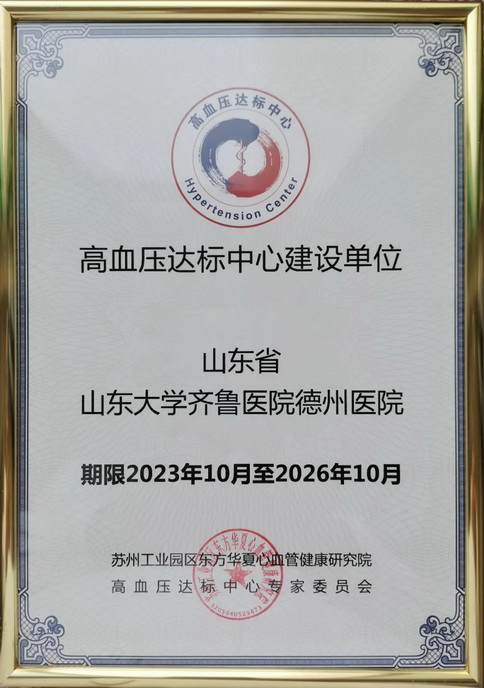 高血压达标中心
Hypertension Center
高血压达标中心建设单位
山东省
山东大学齐鲁医院德州医院
期限2023年10月至2026年10月
苏州工业园区东方华夏心血管健康研究院
高血压达标中心专家委员会